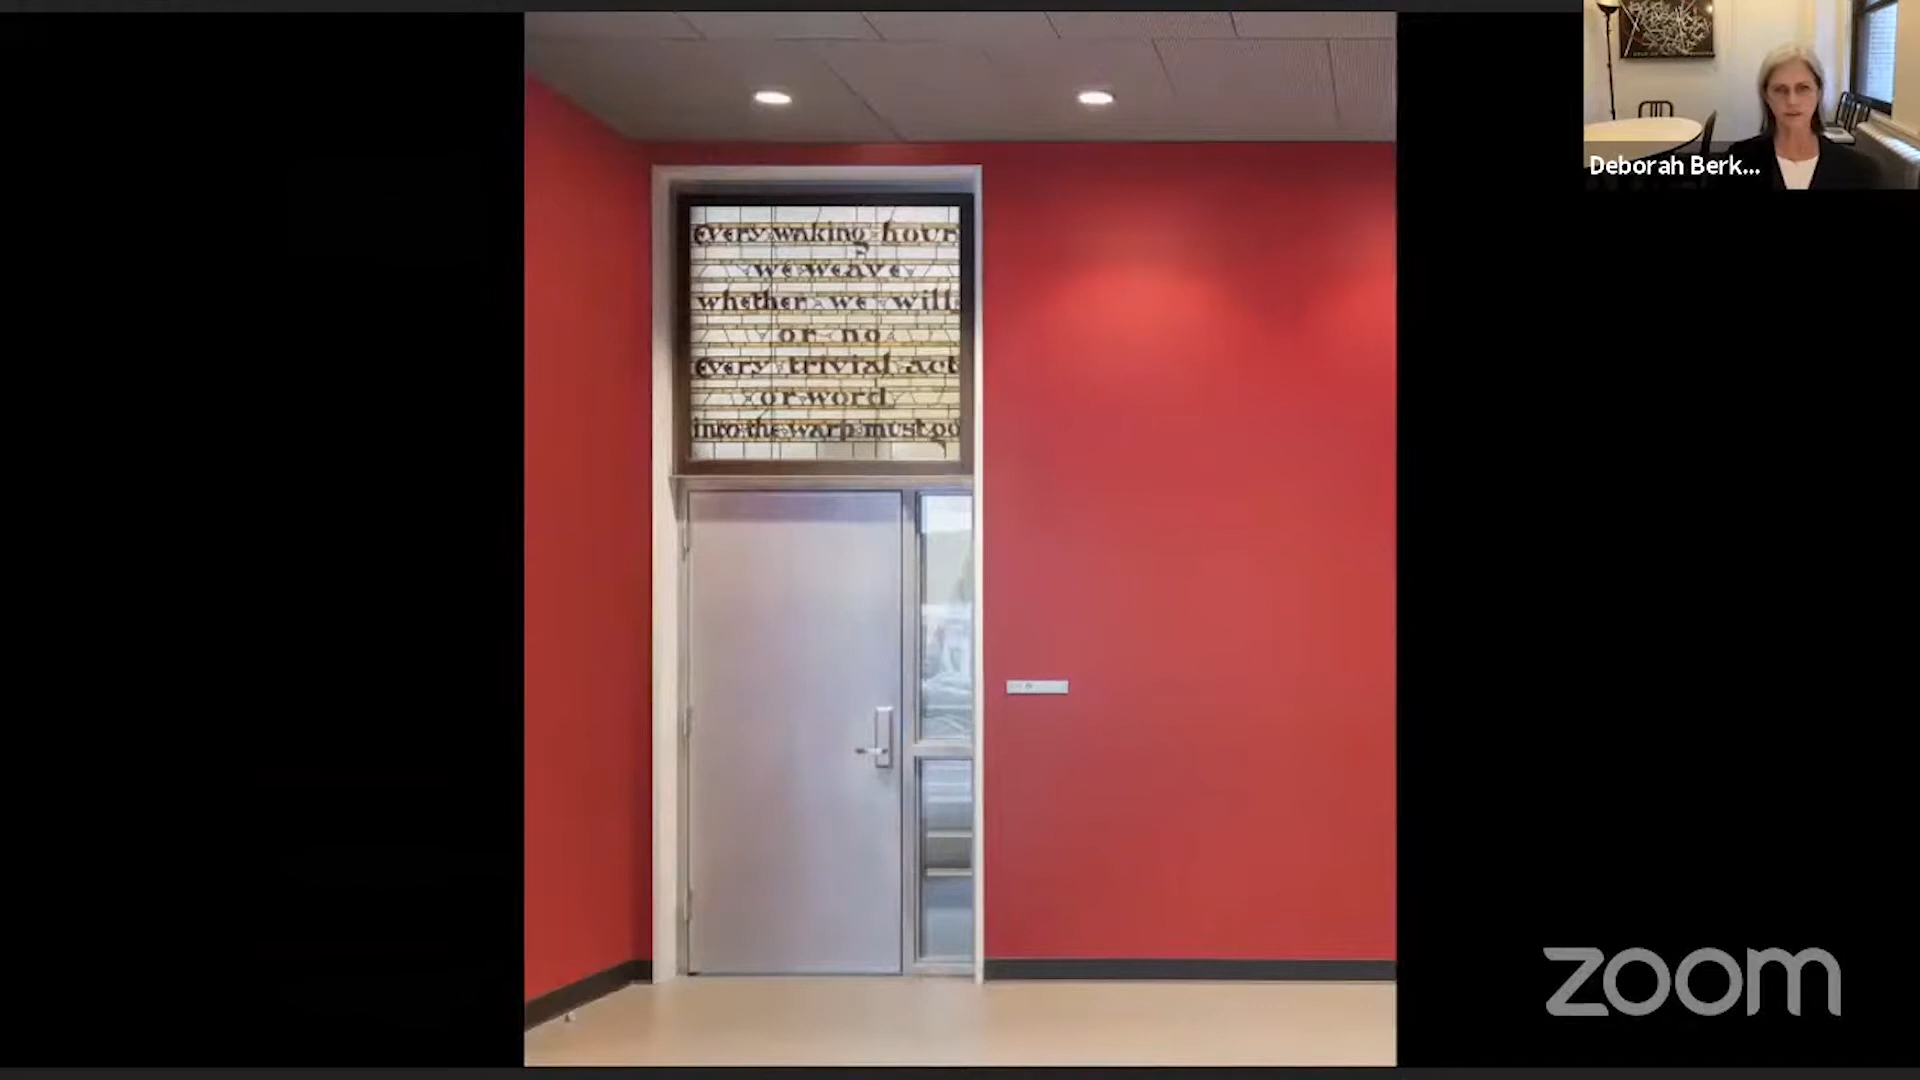 Every waking hour
we weave
whether we will
or no
Every trivial act
or word
into the warp must go
Deborah Berk...
zoom